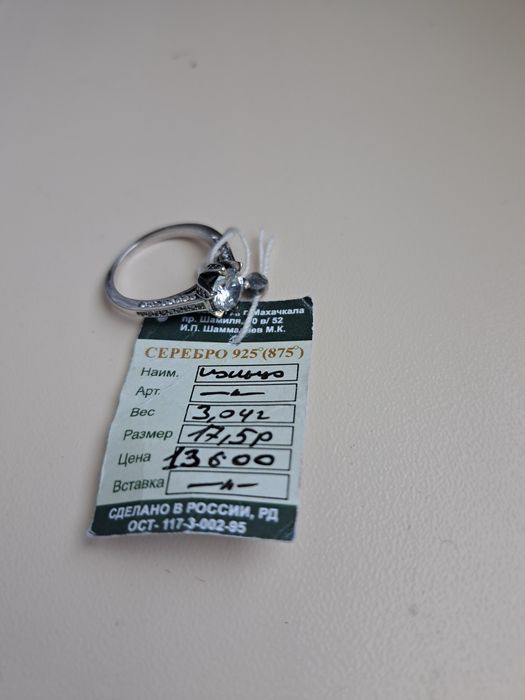 г. Махачкала
пр. Шамиля, в/ 52
И.П. М.К.
СЕРЕБРО 925°(875°)
Наим. кольцо
Арт. —〃—
Вес 3,04г
Размер 17,5р
Цена 13600
Вставка —〃—
СДЕЛАНО В РОССИИ, РД
ОСТ- 117-3-002-95